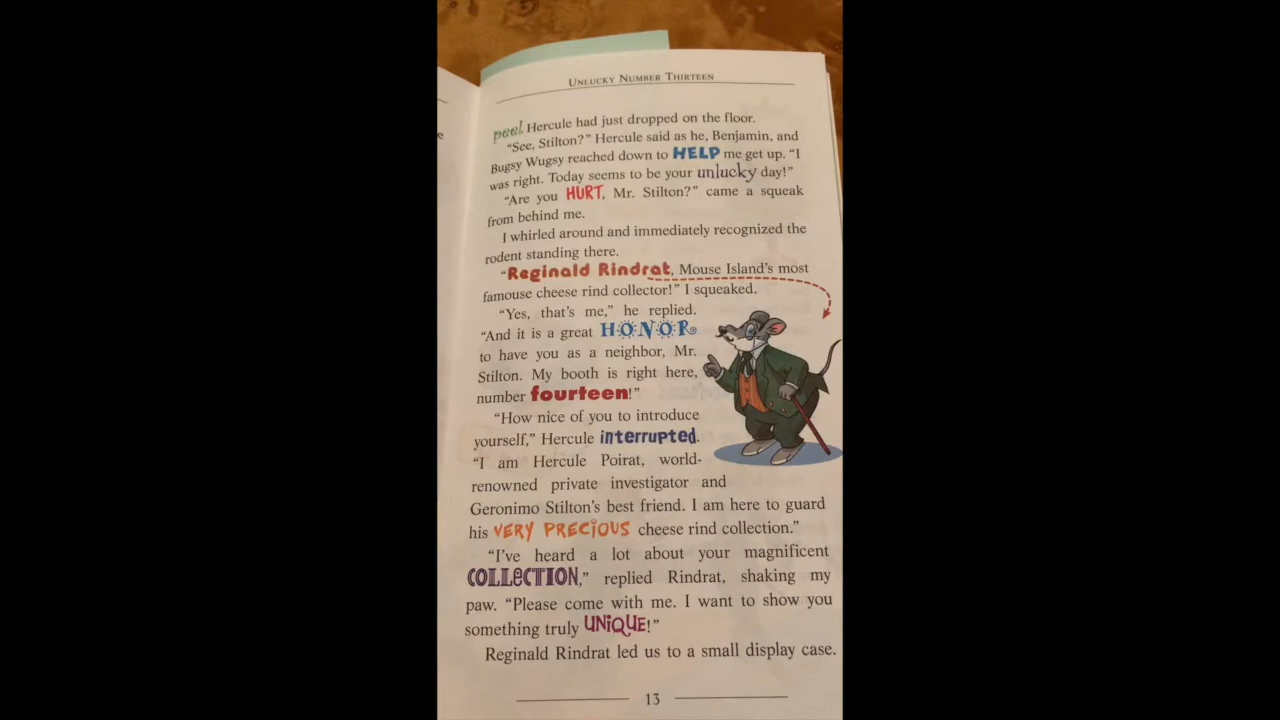 UNLUCKY NUMBER THIRTEEN
peel Hercule had just dropped on the floor.
"See, Stilton?" Hercule said as he, Benjamin, and
Bugsy Wugsy reached down to HELP me get up. "I
was right. Today seems to be your unlucky day!"
"Are you HURT, Mr. Stilton?" came a squeak
from behind me.
I whirled around and immediately recognized the
rodent standing there.
"Reginald Rindrat, Mouse Island's most
famouse cheese rind collector!" I squeaked.
"Yes, that's me," he replied.
"And it is a great HONOR
to have you as a neighbor, Mr.
Stilton. My booth is right here,
number fourteen!"
"How nice of you to introduce
yourself," Hercule interrupted.
"I am Hercule Poirat, world-
renowned private investigator and
Geronimo Stilton's best friend. I am here to guard
his VERY PRECIOUS cheese rind collection."
"I've heard a lot about your magnificent
COLLECTION," replied Rindrat, shaking my
paw. "Please come with me. I want to show you
something truly UNIQUE!"
Reginald Rindrat led us to a small display case.
13